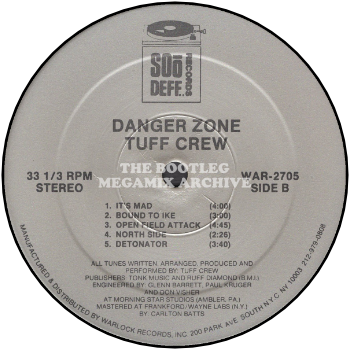 SOO
DEFF.
RECORDS
DANGER ZONE
TUFF CREW
THE BOOTLEG
MEGAMIX ARCHIVE
33 1/3 RPM
STEREO
WAR-2705
SIDE B
1. IT'S MAD (4:00)
2. BOUND TO IKE (3:00)
3. OPEN FIELD ATTACK (4:45)
4. NORTH SIDE (2:26)
5. DETONATOR (3:40)
ALL TUNES WRITTEN, ARRANGED, PRODUCED AND
PERFORMED BY: TUFF CREW
PUBLISHERS: TONK MUSIC AND RUFF DIAMOND (B.M.I.)
ENGINEERED BY: GLENN BARRETT, PAUL KRUGER
AND DON VISHER
AT MORNING STAR STUDIOS (AMBLER, PA.)
MASTERED AT FRANKFORD/WAYNE LABS (N.Y.)
BY CARLTON BATTS
MANUFACTURED & DISTRIBUTED BY WARLOCK RECORDS, INC. 200 PARK AVE. SOUTH N.Y.C. N.Y. 10003 212-979-0808